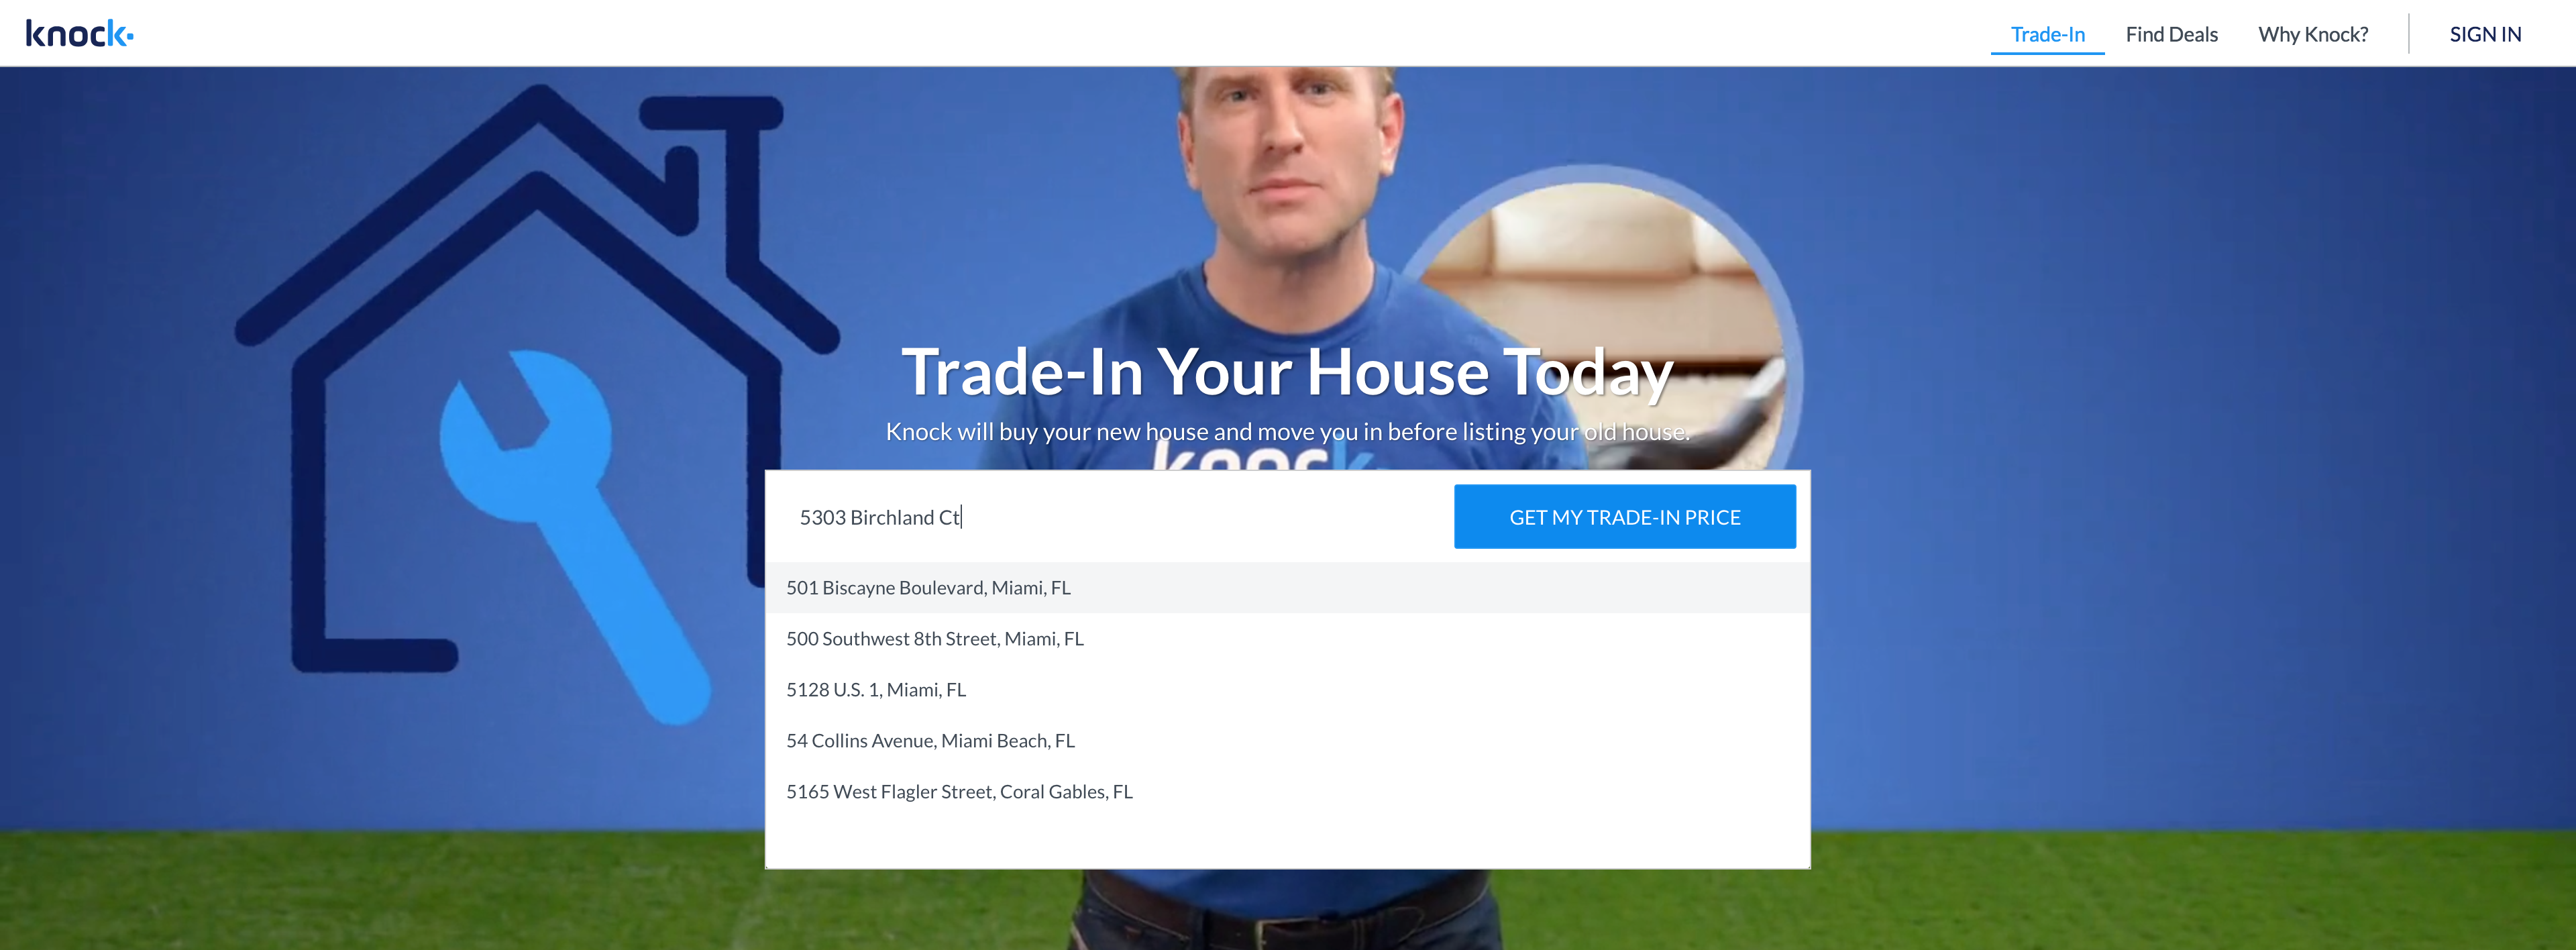 knock
Trade-In
Find Deals
Why Knock?
SIGN IN
Trade-In Your House Today
Knock will buy your new house and move you in before listing your old house.
knock
5303 Birchland Ct
GET MY TRADE-IN PRICE
501 Biscayne Boulevard, Miami, FL
500 Southwest 8th Street, Miami, FL
5128 U.S. 1, Miami, FL
54 Collins Avenue, Miami Beach, FL
5165 West Flagler Street, Coral Gables, FL